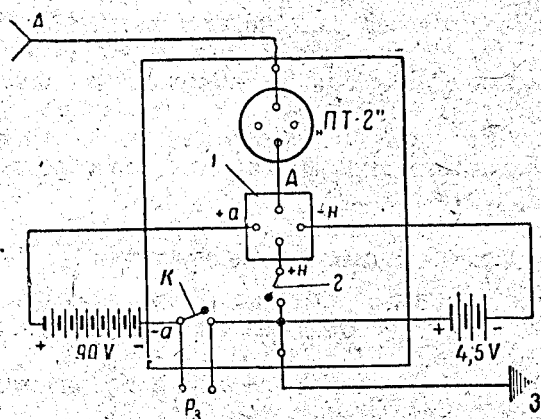 А
„ПТ-2"
1
А
+а
-н
+н
К
2
-а
+
-
90 V
+
-
4,5 V
Р₃
3